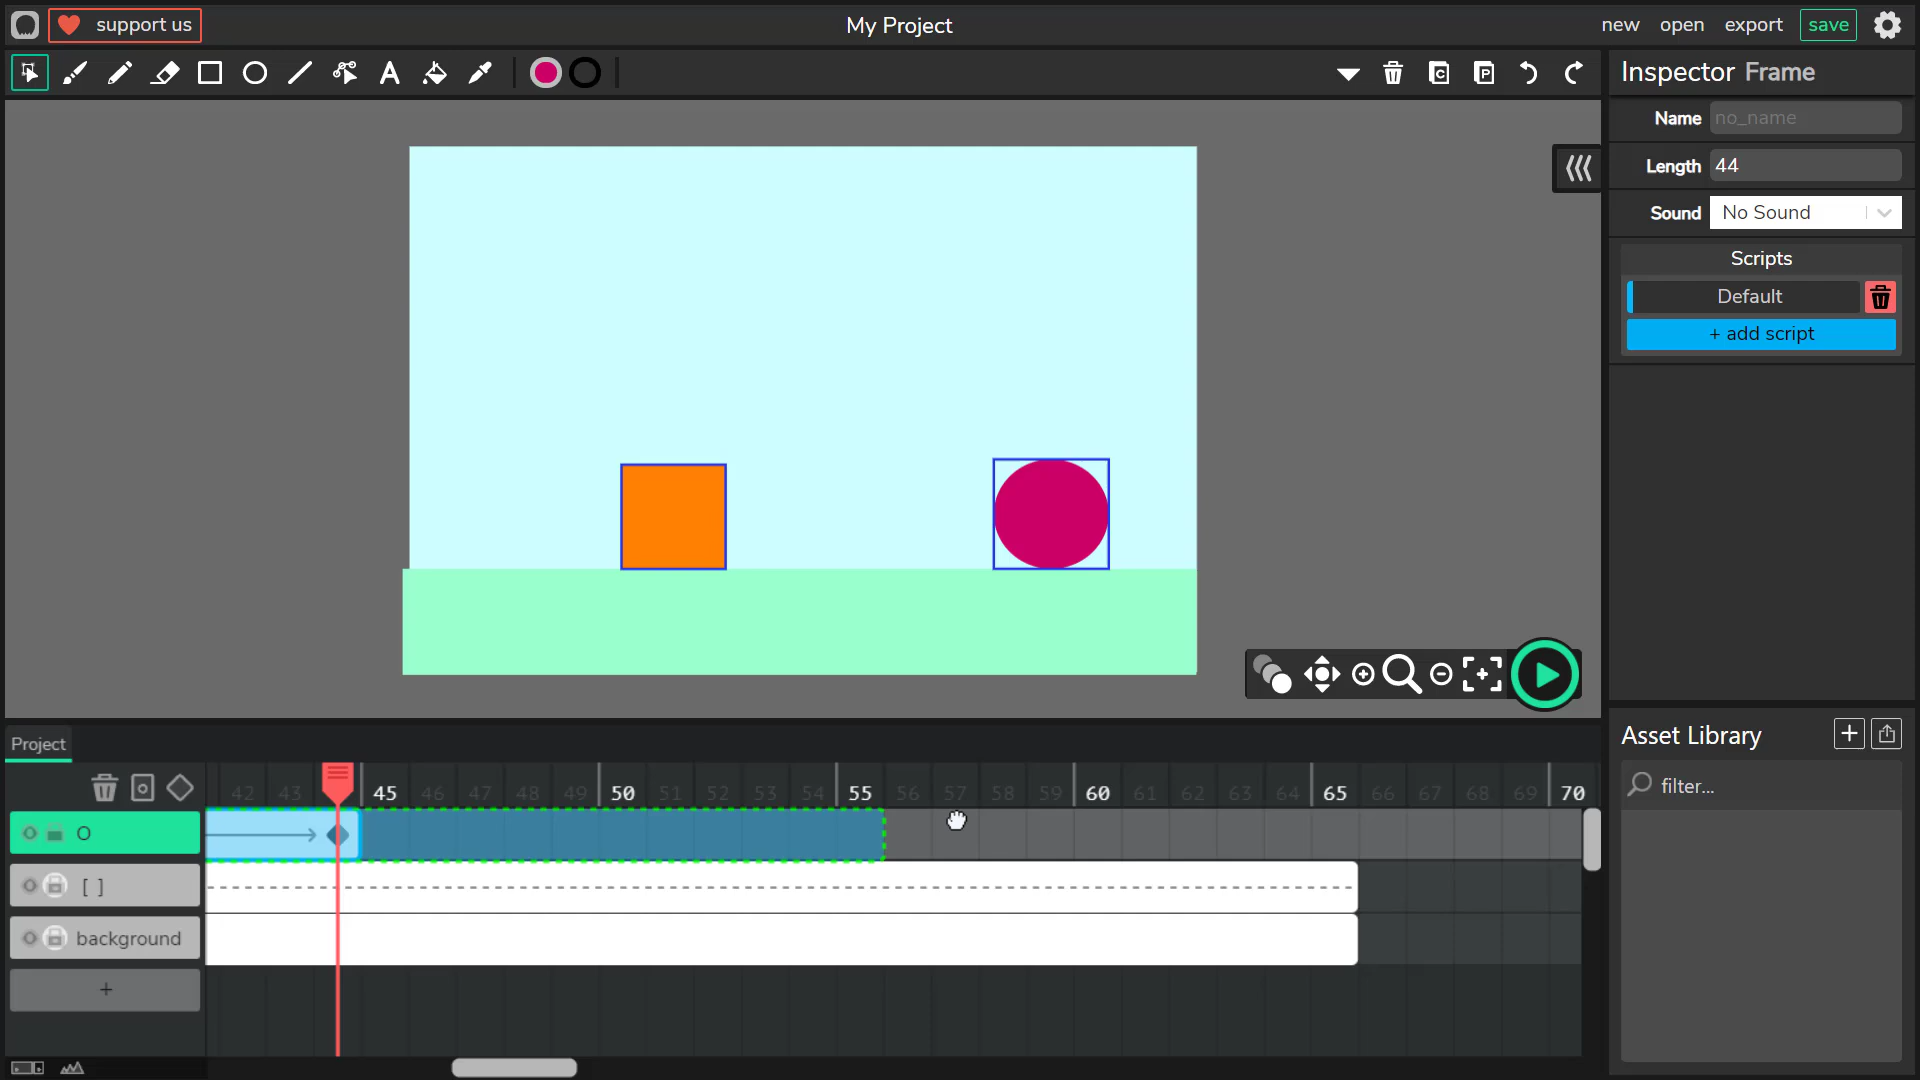 support us
My Project
new open export save
Inspector Frame
Name no_name
Length 44
Sound No Sound
Scripts
Default
+ add script
Project
42 43 45 46 47 48 49 50 51 52 53 54 55 56 57 58 59 60 61 62 63 64 65 66 67 68 69 70
O
[ ]
background
+
Asset Library
filter...